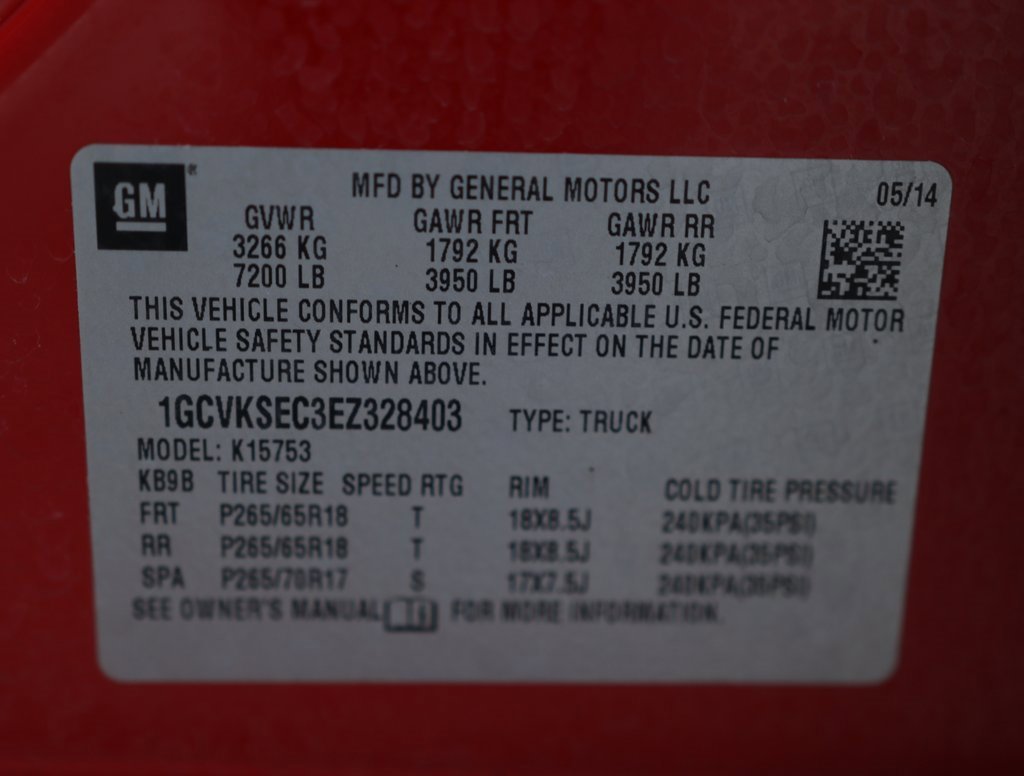 GM
MFD BY GENERAL MOTORS LLC 05/14
GVWR GAWR FRT GAWR RR
3266 KG 1792 KG 1792 KG
7200 LB 3950 LB 3950 LB
THIS VEHICLE CONFORMS TO ALL APPLICABLE U.S. FEDERAL MOTOR
VEHICLE SAFETY STANDARDS IN EFFECT ON THE DATE OF
MANUFACTURE SHOWN ABOVE.
1GCVKSEC3EZ328403 TYPE: TRUCK
MODEL: K15753
KB9B TIRE SIZE SPEED RTG RIM COLD TIRE PRESSURE
FRT P265/65R18 T 18X8.5J 240KPA(35PSI)
RR P265/65R18 T 18X8.5J 240KPA(35PSI)
SPA P265/70R17 S 17X7.5J 240KPA(35PSI)
SEE OWNER'S MANUAL FOR MORE INFORMATION.